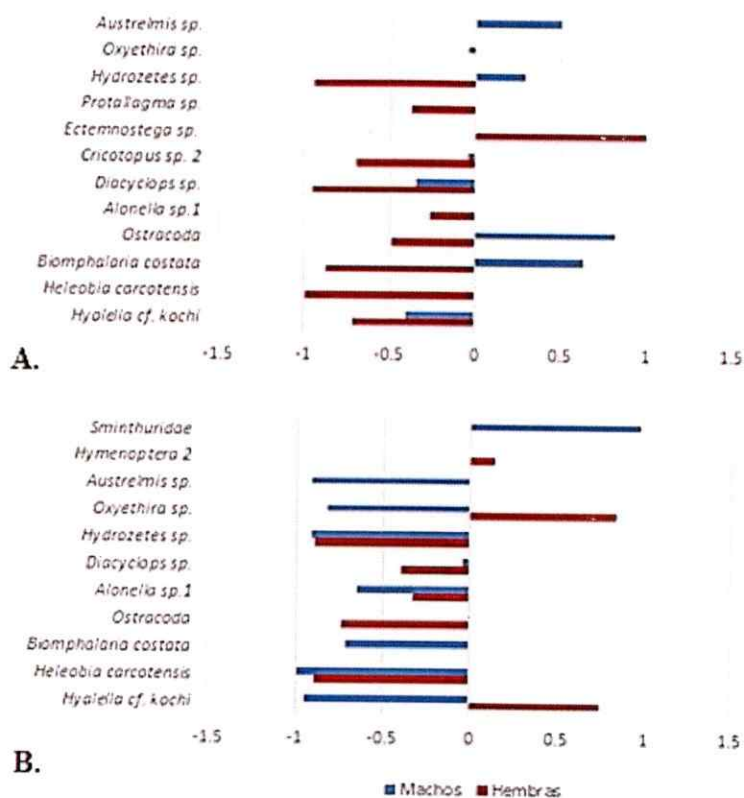 Austrelmis sp.
Oxyethira sp.
Hydrozetes sp.
Protallagma sp.
Ectemnostega sp.
Cricotopus sp. 2
Diacyclops sp.
Alonella sp.1
Ostracoda
Biomphalaria costata
Heleobia carcotensis
Hyalella cf. kochi
A.
-1.5 -1 -0.5 0 0.5 1 1.5
Sminthuridae
Hymenoptera 2
Austrelmis sp.
Oxyethira sp.
Hydrozetes sp.
Diacyclops sp.
Alonella sp.1
Ostracoda
Biomphalaria costata
Heleobia carcotensis
Hyalella cf. kochi
-1.5 -1 -0.5 0 0.5 1 1.5
B.
Machos Hembras